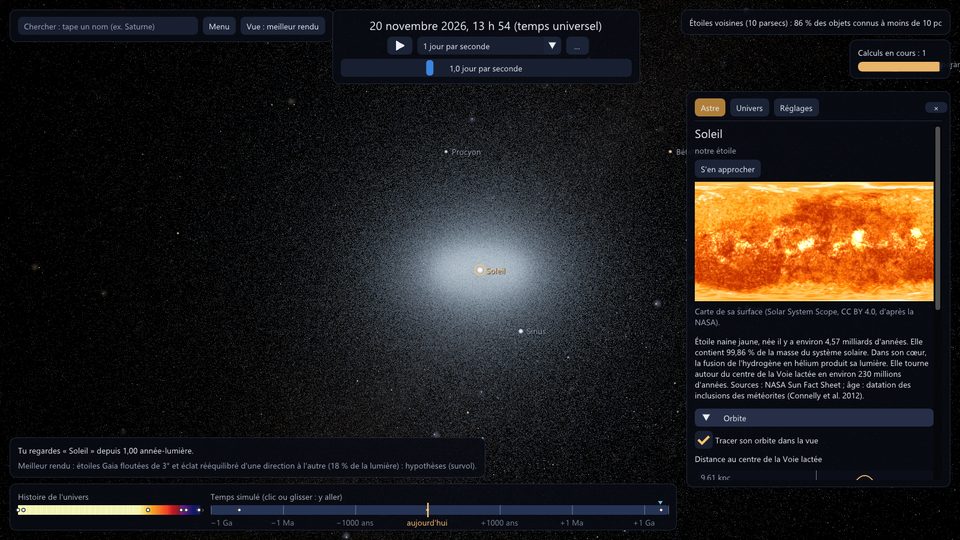 Chercher : tape un nom (ex. Saturne)
Menu
Vue : meilleur rendu
20 novembre 2026, 13 h 54 (temps universel)
1 jour par seconde
...
1,0 jour par seconde
Étoiles voisines (10 parsecs) : 86 % des objets connus à moins de 10 pc
Calculs en cours : 1
Astre
Univers
Réglages
×
Soleil
notre étoile
S'en approcher
Carte de sa surface (Solar System Scope, CC BY 4.0, d'après la
NASA).
Étoile naine jaune, née il y a environ 4,57 milliards d'années. Elle
contient 99,86 % de la masse du système solaire. Dans son cœur,
la fusion de l'hydrogène en hélium produit sa lumière. Elle tourne
autour du centre de la Voie lactée en environ 230 millions
d'années. Sources : NASA Sun Fact Sheet ; âge : datation des
inclusions des météorites (Connelly et al. 2012).
Orbite
Tracer son orbite dans la vue
Distance au centre de la Voie lactée
9,61 kpc
Procyon
Soleil
Sirius
Tu regardes « Soleil » depuis 1,00 année-lumière.
Meilleur rendu : étoiles Gaia floutées de 3° et éclat rééquilibré d'une direction à l'autre (18 % de la lumière) : hypothèses (survol).
Histoire de l'univers
Temps simulé (clic ou glisser : y aller)
−1 Ga
−1 Ma
−1000 ans
aujourd'hui
+1000 ans
+1 Ma
+1 Ga